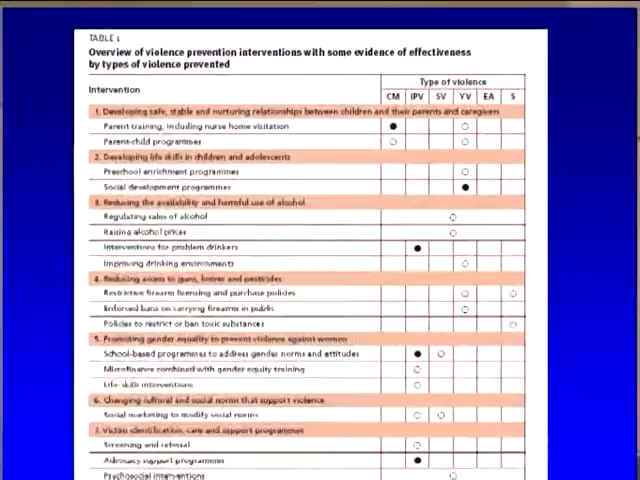 TABLE 1
Overview of violence prevention interventions with some evidence of effectiveness
by types of violence prevented
Intervention
Type of violence
CM IPV SV YV EA S
1. Developing safe, stable and nurturing relationships between children and their parents and caregivers
Parent training, including nurse home visitation ● ○
Parent-child programmes ○ ○
2. Developing life skills in children and adolescents
Preschool enrichment programmes ○
Social development programmes ●
3. Reducing the availability and harmful use of alcohol
Regulating sales of alcohol ○
Raising alcohol prices ○
Interventions for problem drinkers ●
Improving drinking environments ○
4. Reducing access to guns, knives and pesticides
Restrictive firearm licensing and purchase policies ○ ○
Enforced bans on carrying firearms in public ○
Policies to restrict or ban toxic substances ○
5. Promoting gender equality to prevent violence against women
School-based programmes to address gender norms and attitudes ● ○
Microfinance combined with gender equity training ○
Life-skills interventions ○
6. Changing cultural and social norms that support violence
Social marketing to modify social norms ○ ○
7. Victim identification, care and support programmes
Screening and referral ○
Advocacy support programmes ●
Psychosocial interventions ○